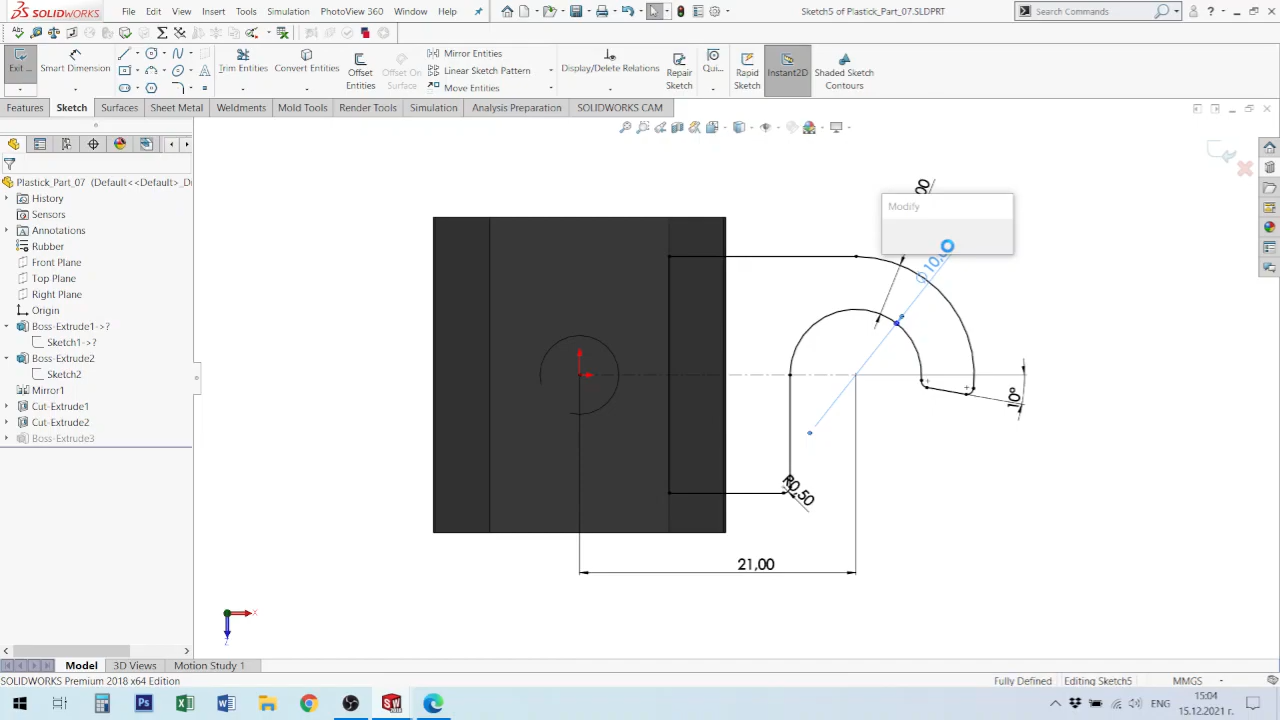 SOLIDWORKS File Edit View Insert Tools Simulation PhotoView 360 Window Help Sketch5 of Plastick_Part_07.SLDPRT Search Commands
Exit ... Smart Dimension Trim Entities Convert Entities Offset Entities Offset On Surface Mirror Entities Linear Sketch Pattern Move Entities Display/Delete Relations Repair Sketch Qui... Rapid Sketch Instant2D Shaded Sketch Contours
Features Sketch Surfaces Sheet Metal Weldments Mold Tools Render Tools Simulation Analysis Preparation SOLIDWORKS CAM
Plastick_Part_07 (Default<<Default>_Di
History
Sensors
Annotations
Rubber
Front Plane
Top Plane
Right Plane
Origin
Boss-Extrude1->?
Sketch1->?
Boss-Extrude2
Sketch2
Mirror1
Cut-Extrude1
Cut-Extrude2
Boss-Extrude3
Modify
10°
R0,50
21,00
X
Model 3D Views Motion Study 1
SOLIDWORKS Premium 2018 x64 Edition Fully Defined Editing Sketch5 MMGS
ENG 15:04
15.12.2021 г.